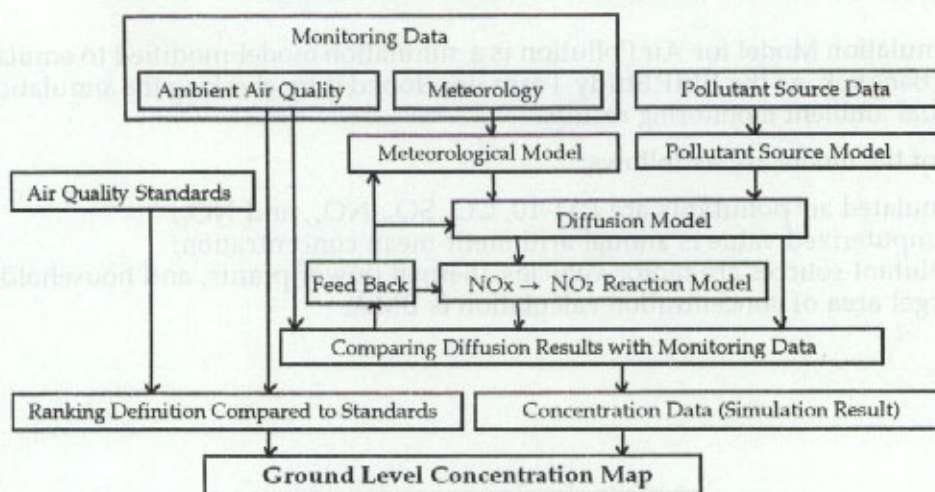 Monitoring Data
Ambient Air Quality
Meteorology
Pollutant Source Data
Meteorological Model
Pollutant Source Model
Air Quality Standards
Diffusion Model
Feed Back
NOx → NO₂ Reaction Model
Comparing Diffusion Results with Monitoring Data
Ranking Definition Compared to Standards
Concentration Data (Simulation Result)
Ground Level Concentration Map